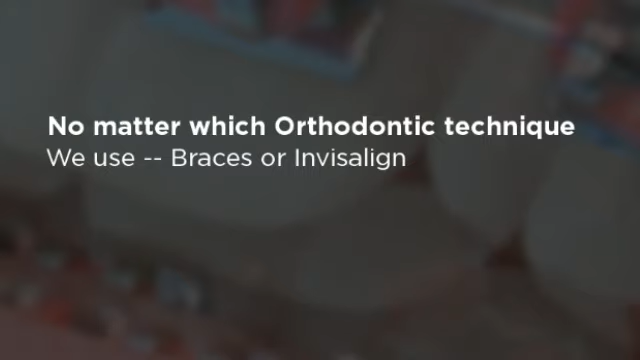 No matter which Orthodontic technique
We use -- Braces or Invisalign